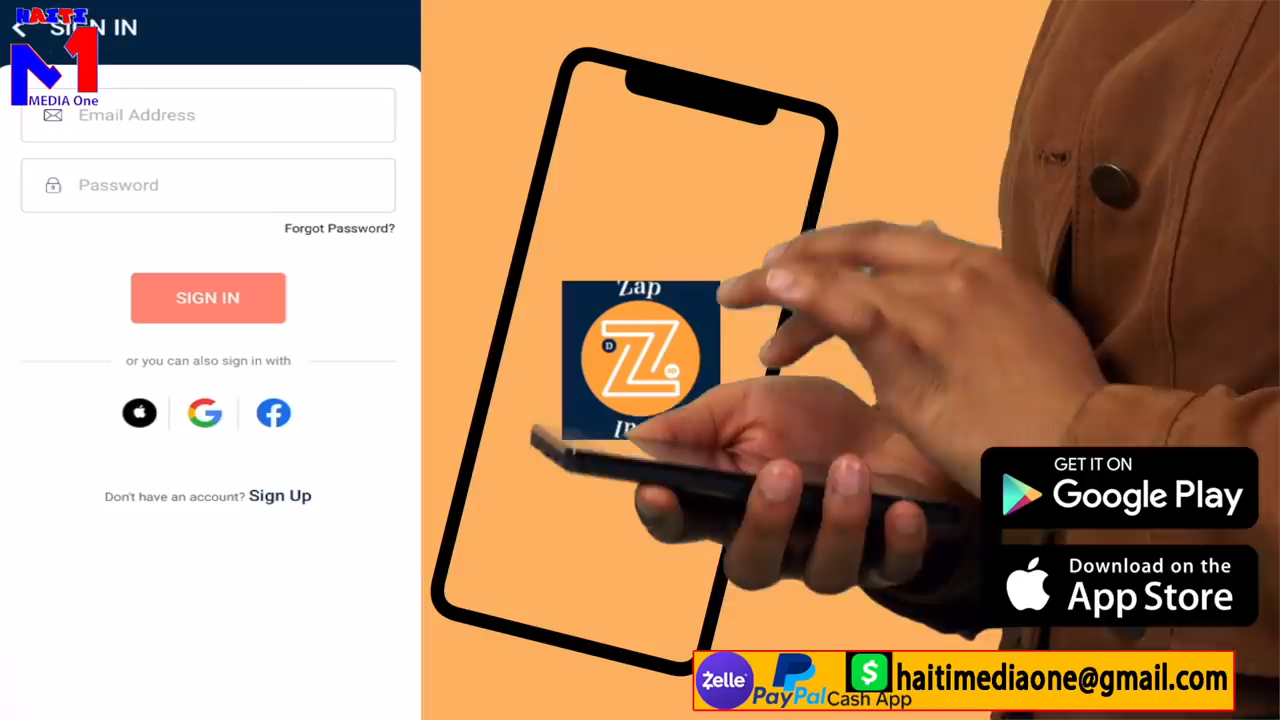 HAITI
M1
MEDIA One
SIGN IN
Email Address
Password
Forgot Password?
SIGN IN
or you can also sign in with
Don't have an account? Sign Up
Zap
D
Z
GET IT ON
Google Play
Download on the
App Store
Zelle
PayPal
$
Cash App
haitimediaone@gmail.com